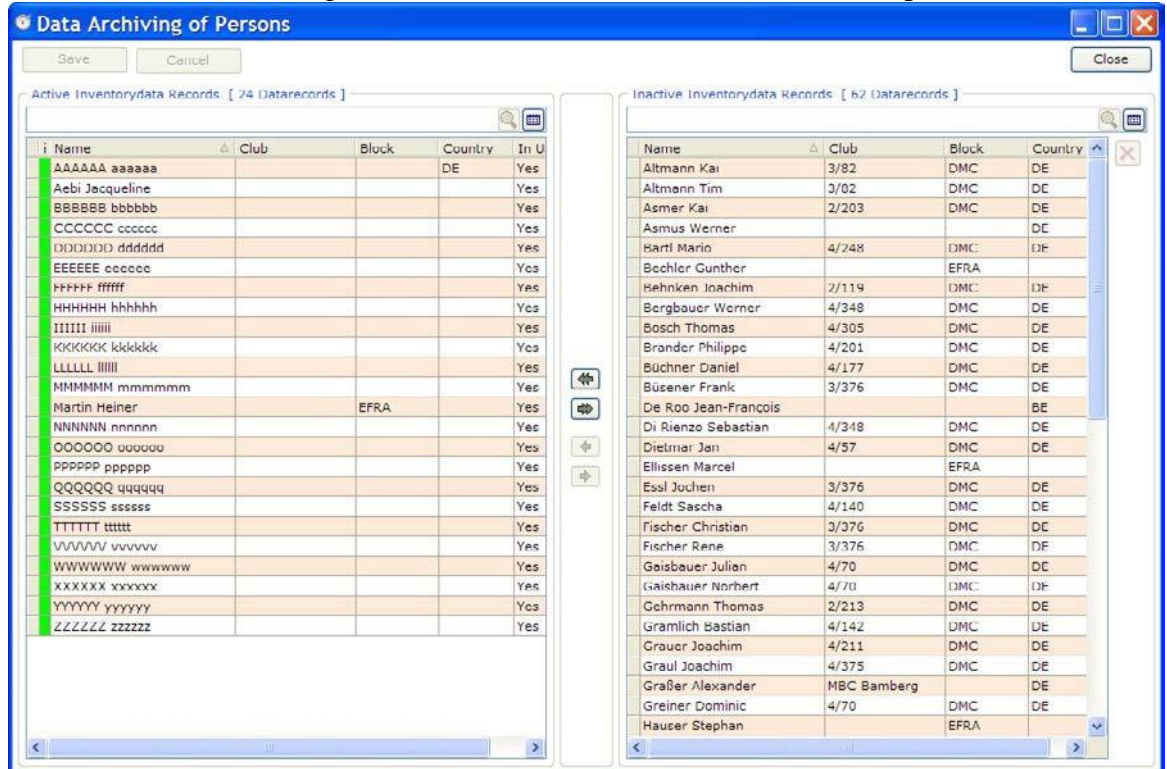 Data Archiving of Persons
Save Cancel Close
Active Inventorydata Records [ 24 Datarecords ]
i Name Club Block Country In U
AAAAAA aaaaaa DE Yes
Aebi Jacqueline Yes
BBBBBB bbbbbb Yes
CCCCCC cccccc Yes
DDDDDD dddddd Yes
EEEEEE eeeeee Yes
FFFFFF ffffff Yes
HHHHHH hhhhhh Yes
IIIIII iiiiii Yes
KKKKKK kkkkkk Yes
LLLLLL llllll Yes
MMMMMM mmmmmm Yes
Martin Heiner EFRA Yes
NNNNNN nnnnnn Yes
OOOOOO oooooo Yes
PPPPPP pppppp Yes
QQQQQQ qqqqqq Yes
SSSSSS ssssss Yes
TTTTTT tttttt Yes
VVVVVV vvvvvv Yes
WWWWWW wwwwww Yes
XXXXXX xxxxxx Yes
YYYYYY yyyyyy Yes
ZZZZZZ zzzzzz Yes
Inactive Inventorydata Records [ 62 Datarecords ]
Name Club Block Country
Altmann Kai 3/82 DMC DE
Altmann Tim 3/82 DMC DE
Asmer Kai 2/203 DMC DE
Asmus Werner DE
Bartl Mario 4/248 DMC DE
Bechler Gunther EFRA
Behnken Joachim 2/119 DMC DE
Bergbauer Werner 4/348 DMC DE
Bosch Thomas 4/305 DMC DE
Brander Philippe 4/201 DMC DE
Büchner Daniel 4/177 DMC DE
Büsener Frank 3/376 DMC DE
De Roo Jean-François BE
Di Rienzo Sebastian 4/348 DMC DE
Dietmar Jan 4/57 DMC DE
Ellissen Marcel EFRA
Essl Jochen 3/376 DMC DE
Feldt Sascha 4/140 DMC DE
Fischer Christian 3/376 DMC DE
Fischer Rene 3/376 DMC DE
Gaisbauer Julian 4/70 DMC DE
Gaisbauer Norbert 4/70 DMC DE
Gehrmann Thomas 2/213 DMC DE
Gramlich Bastian 4/142 DMC DE
Grauer Joachim 4/211 DMC DE
Graul Joachim 4/375 DMC DE
Graßer Alexander MBC Bamberg DE
Greiner Dominic 4/70 DMC DE
Hauser Stephan EFRA